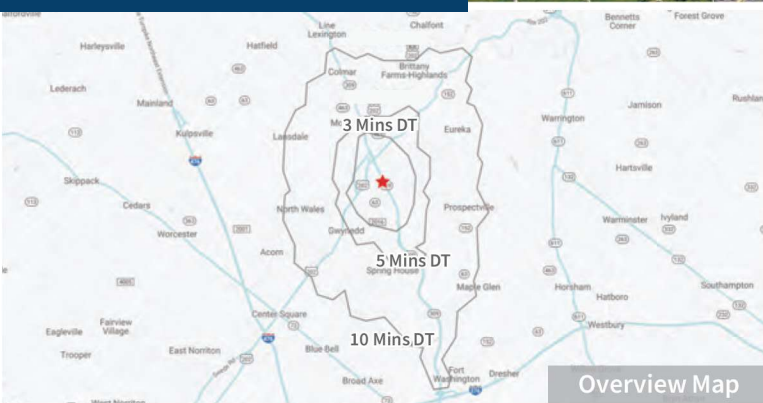 Line
Lexington
Chalfont
Bennetts
Corner
Forest Grove
Harleysville
Hatfield
Colmar
Brittany
Farms-Highlands
Lederach
Mainland
Jamison
3 Mins DT
Eureka
Warrington
Kulpsville
Lansdale
Hartsville
Skippack
Cedars
North Wales
Prospectville
Worcester
Gwynedd
Warminster
Ivyland
Acorn
5 Mins DT
Spring House
Maple Glen
Horsham
Hatboro
Southampton
Center Square
Fairview
Village
Eagleville
Westbury
10 Mins DT
Trooper
East Norriton
Blue Bell
Broad Axe
Fort
Washington
Dresher
Overview Map
West Norriton